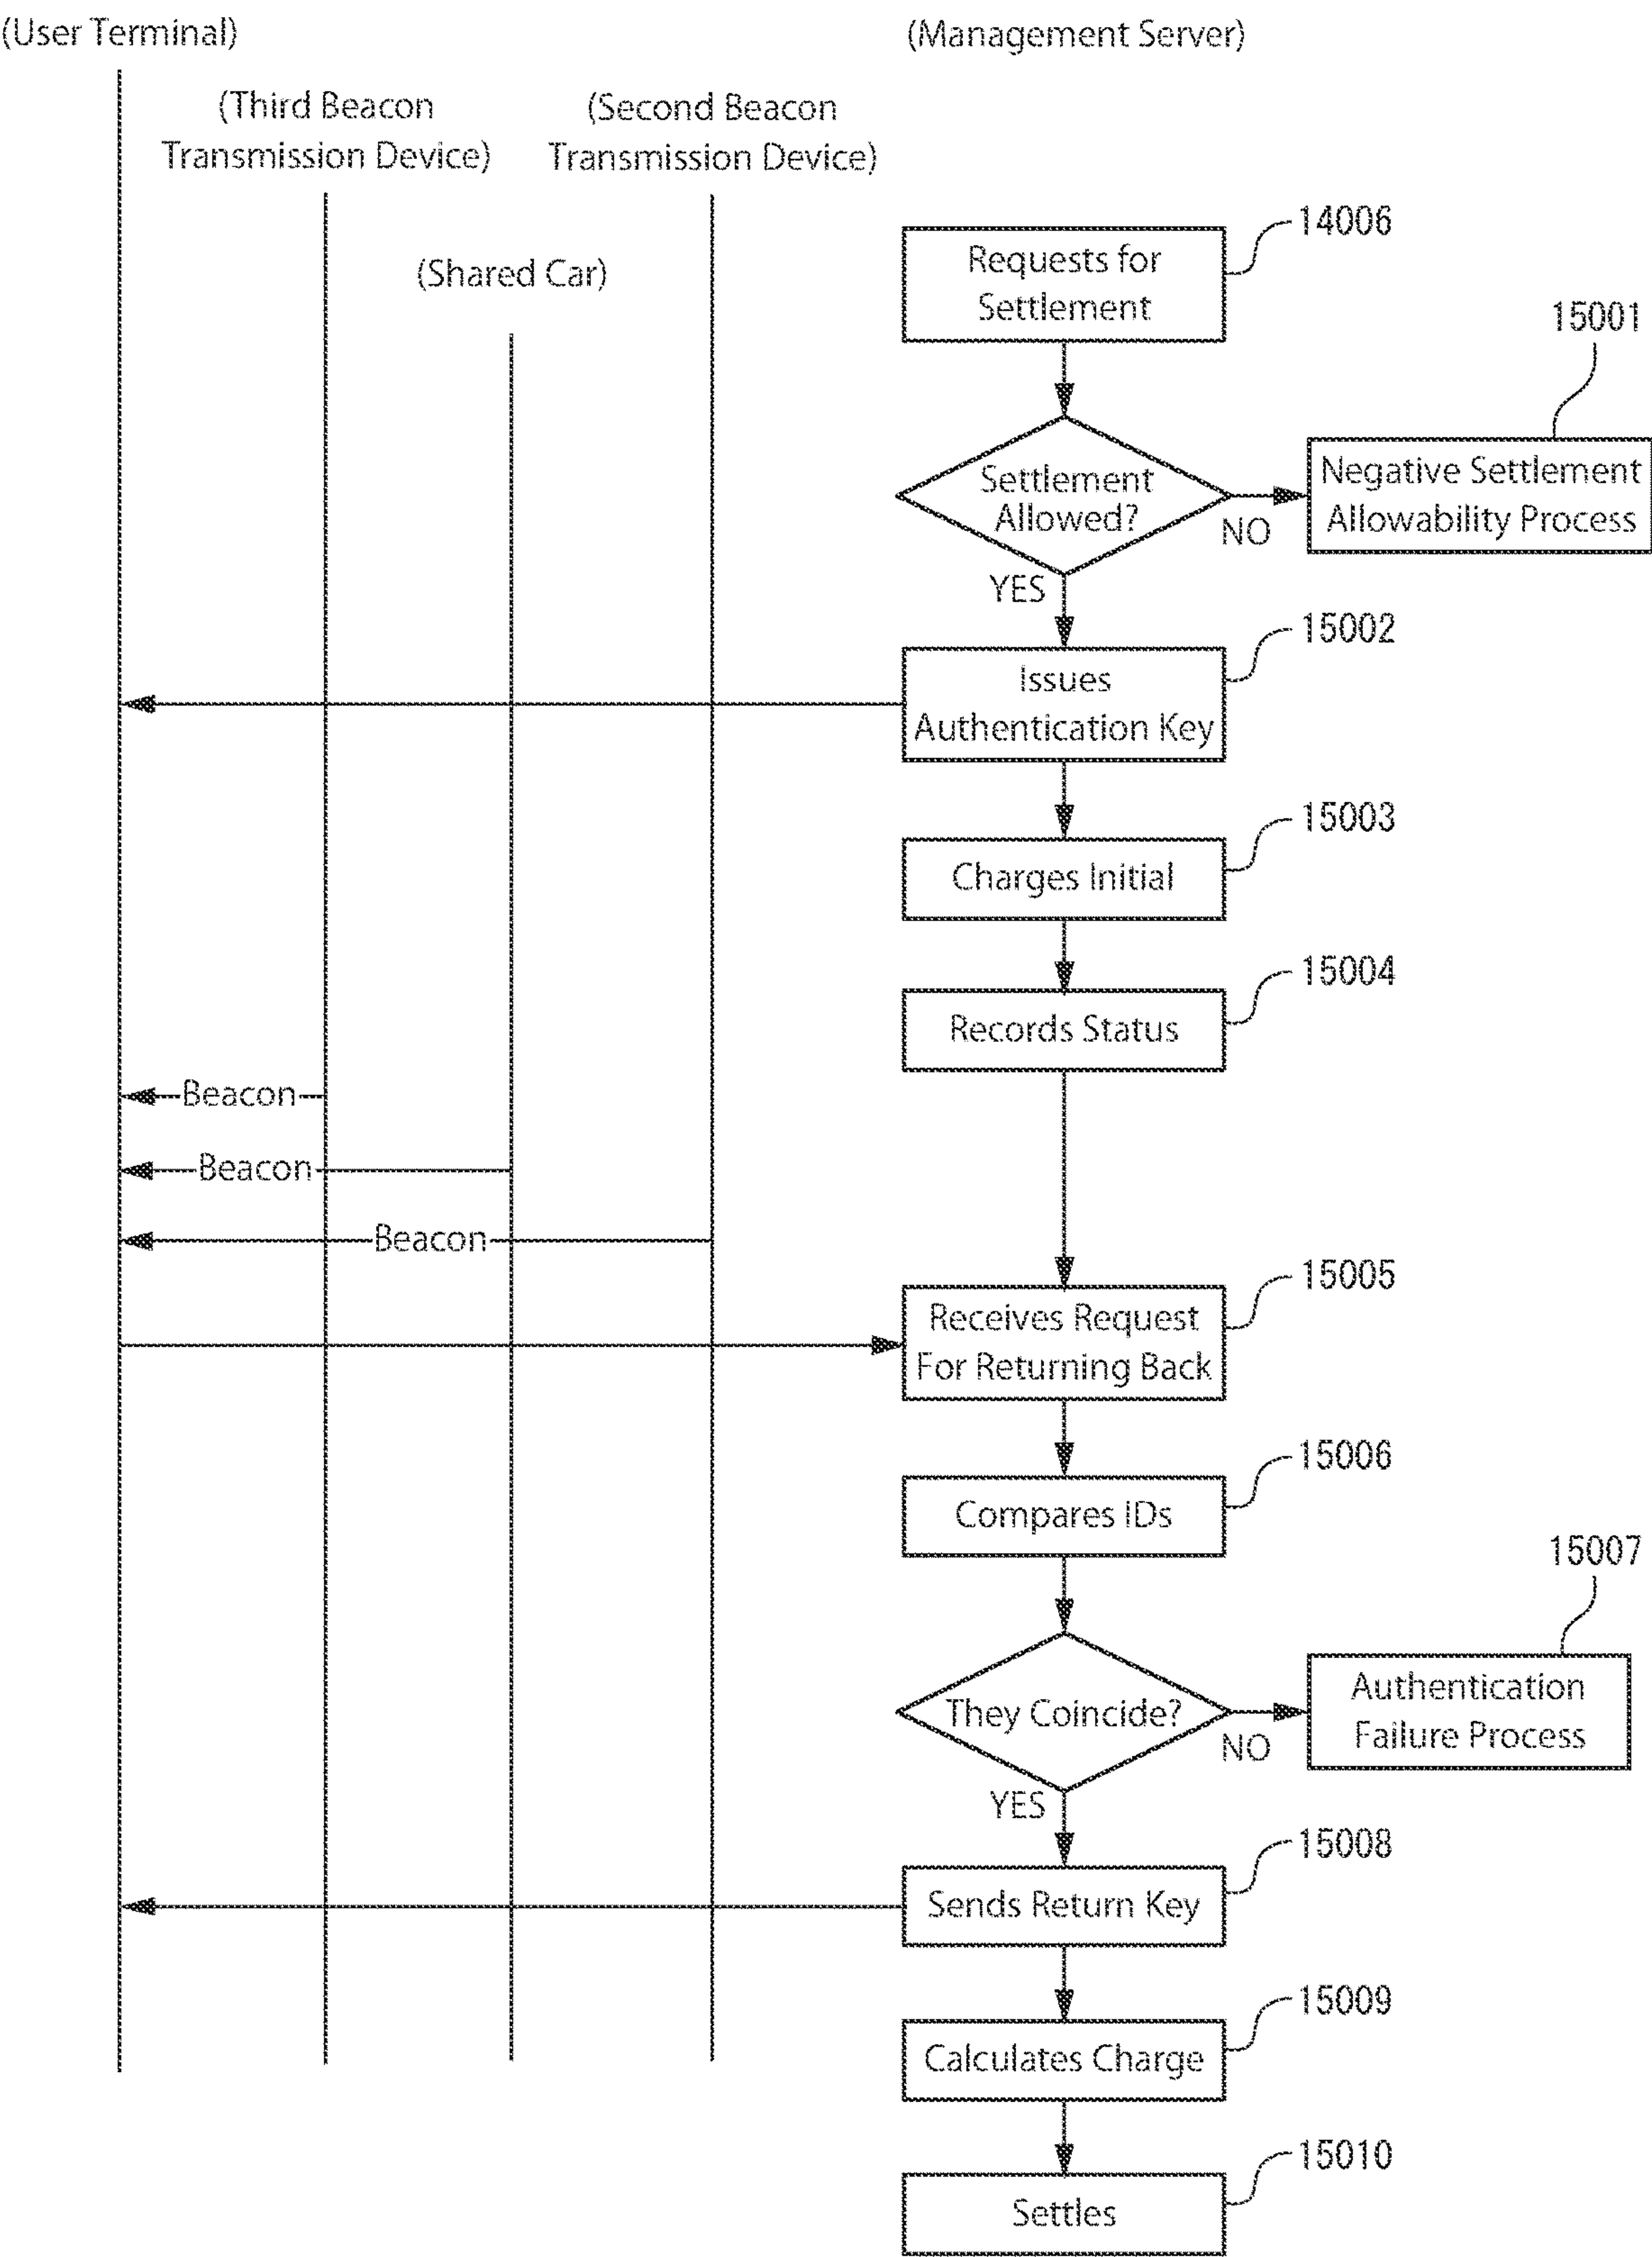 (User Terminal)
(Management Server)
(Third Beacon
Transmission Device)
(Second Beacon
Transmission Device)
(Shared Car)
14006
Requests for
Settlement
15001
Settlement
Allowed?
NO
Negative Settlement
Allowability Process
YES
15002
Issues
Authentication Key
15003
Charges Initial
15004
Records Status
Beacon
Beacon
Beacon
15005
Receives Request
For Returning Back
15006
Compares IDs
15007
They Coincide?
NO
Authentication
Failure Process
YES
15008
Sends Return Key
15009
Calculates Charge
15010
Settles